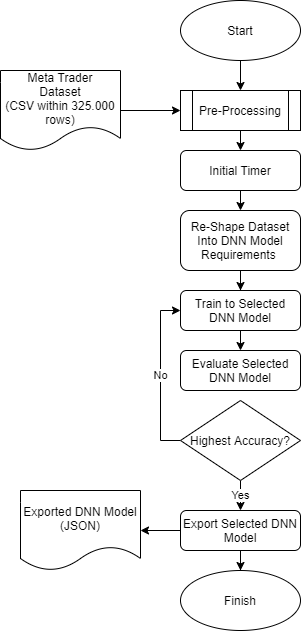 Start
Meta Trader
Dataset
(CSV within 325.000
rows)
Pre-Processing
Initial Timer
Re-Shape Dataset
Into DNN Model
Requirements
Train to Selected
DNN Model
Evaluate Selected
DNN Model
No
Highest Accuracy?
Yes
Export Selected DNN
Model
Exported DNN Model
(JSON)
Finish